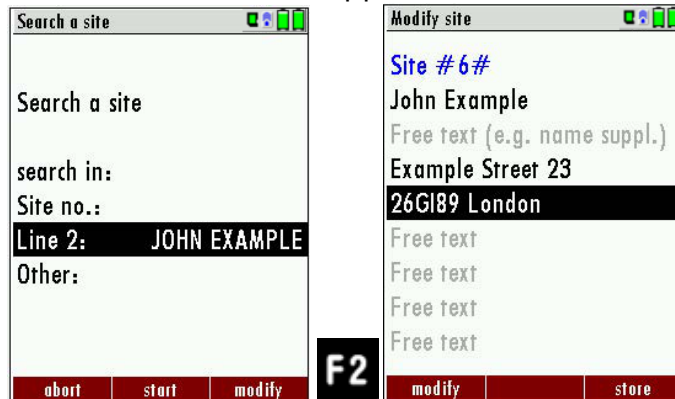 Search a site
Search a site
search in:
Site no.:
Line 2: JOHN EXAMPLE
Other:
abort start modify
F2
Modify site
Site #6#
John Example
Free text (e.g. name suppl.)
Example Street 23
26GI89 London
Free text
Free text
Free text
Free text
modify store